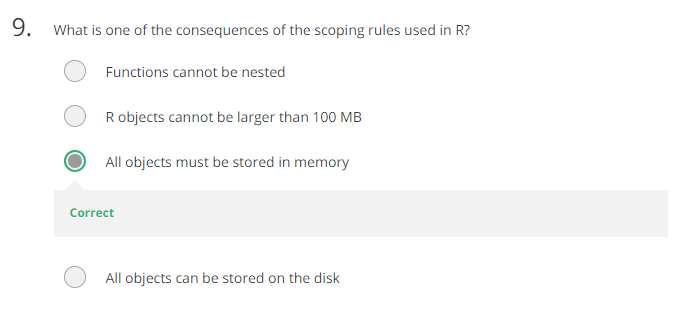 9. What is one of the consequences of the scoping rules used in R?
Functions cannot be nested
R objects cannot be larger than 100 MB
All objects must be stored in memory
Correct
All objects can be stored on the disk